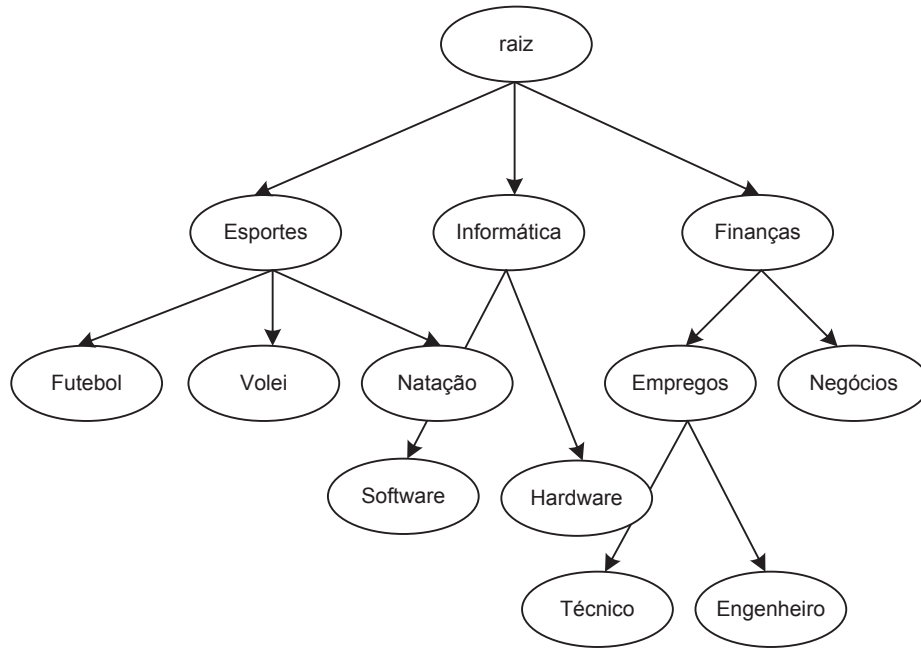 raiz
Esportes
Informática
Finanças
Futebol
Volei
Natação
Empregos
Negócios
Software
Hardware
Técnico
Engenheiro